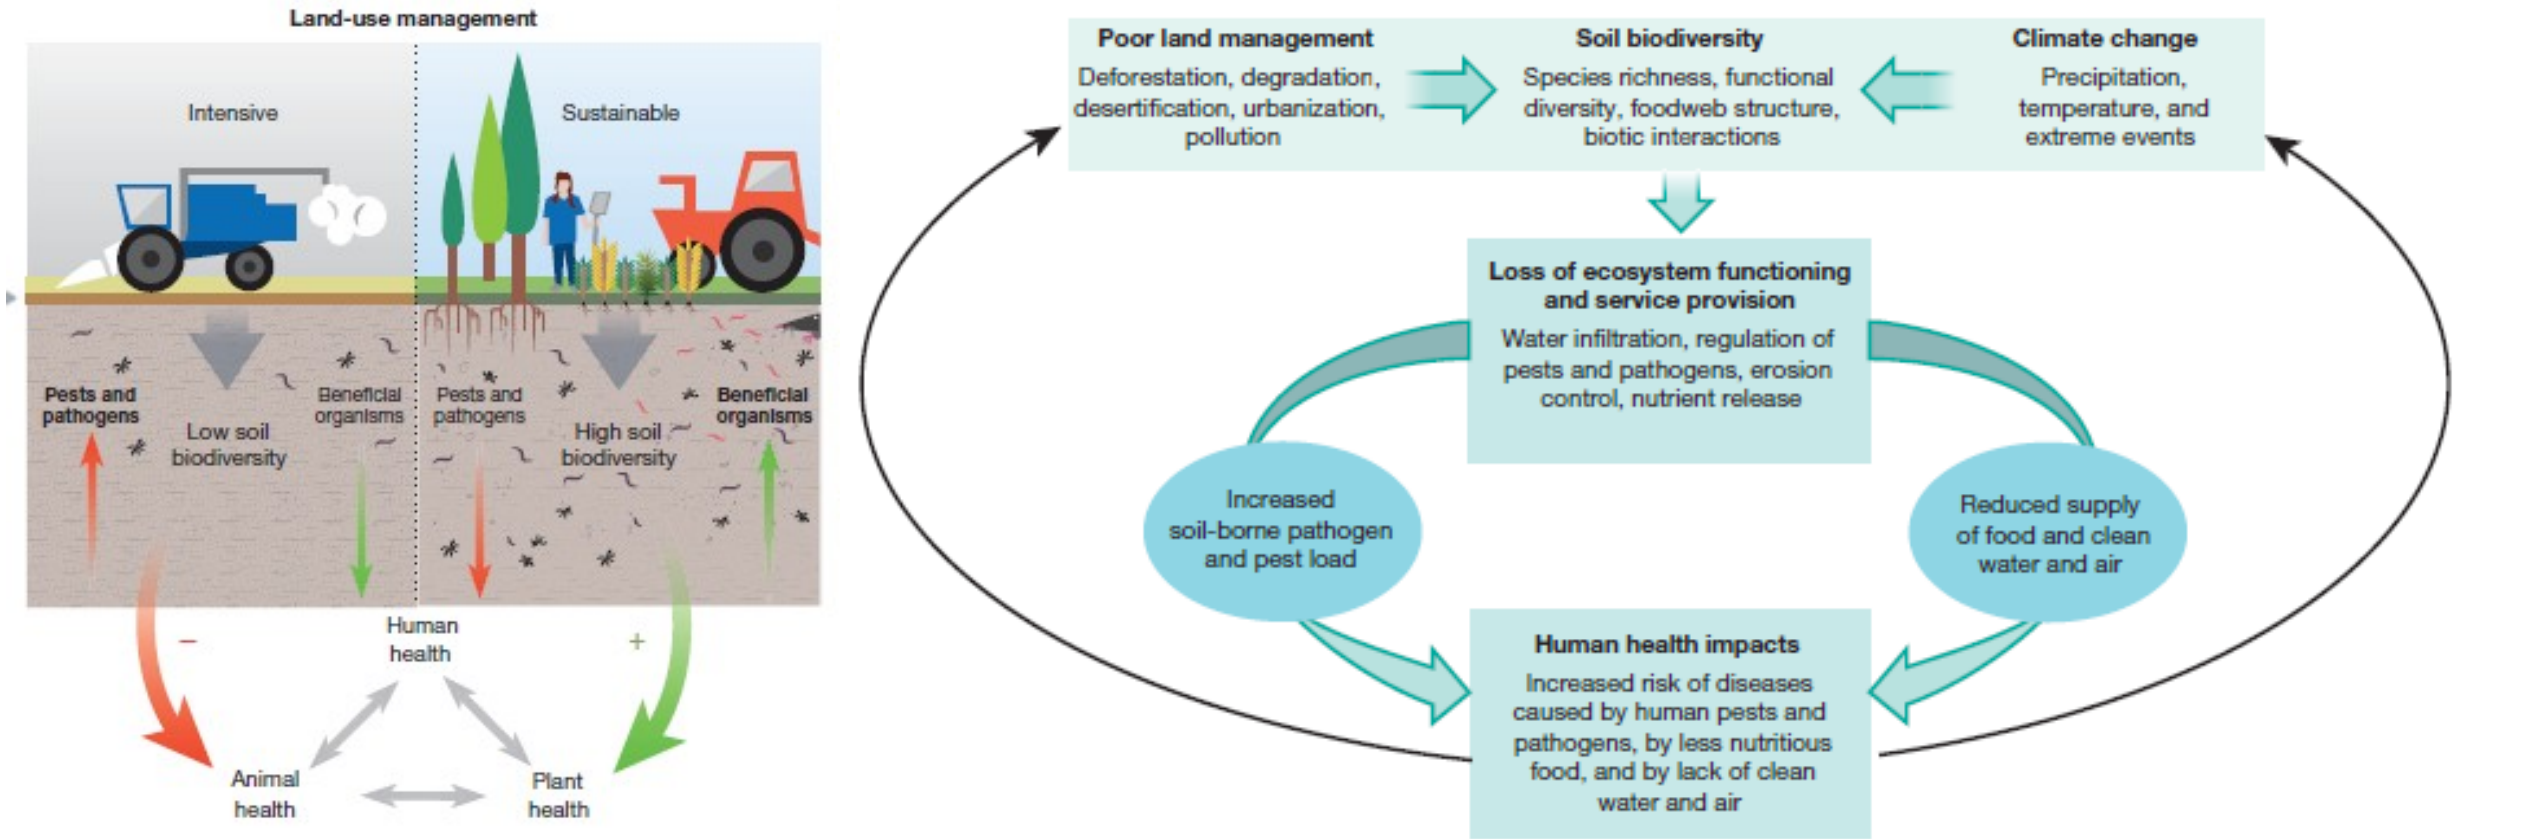 Land-use management
Intensive
Sustainable
Pests and
pathogens
Low soil
biodiversity
Beneficial
organisms
Pests and
pathogens
High soil
biodiversity
Beneficial
organisms
−
+
Human
health
Animal
health
Plant
health
Poor land management
Deforestation, degradation,
desertification, urbanization,
pollution
Soil biodiversity
Species richness, functional
diversity, foodweb structure,
biotic interactions
Climate change
Precipitation,
temperature, and
extreme events
Loss of ecosystem functioning
and service provision
Water infiltration, regulation of
pests and pathogens, erosion
control, nutrient release
Increased
soil-borne pathogen
and pest load
Reduced supply
of food and clean
water and air
Human health impacts
Increased risk of diseases
caused by human pests and
pathogens, by less nutritious
food, and by lack of clean
water and air